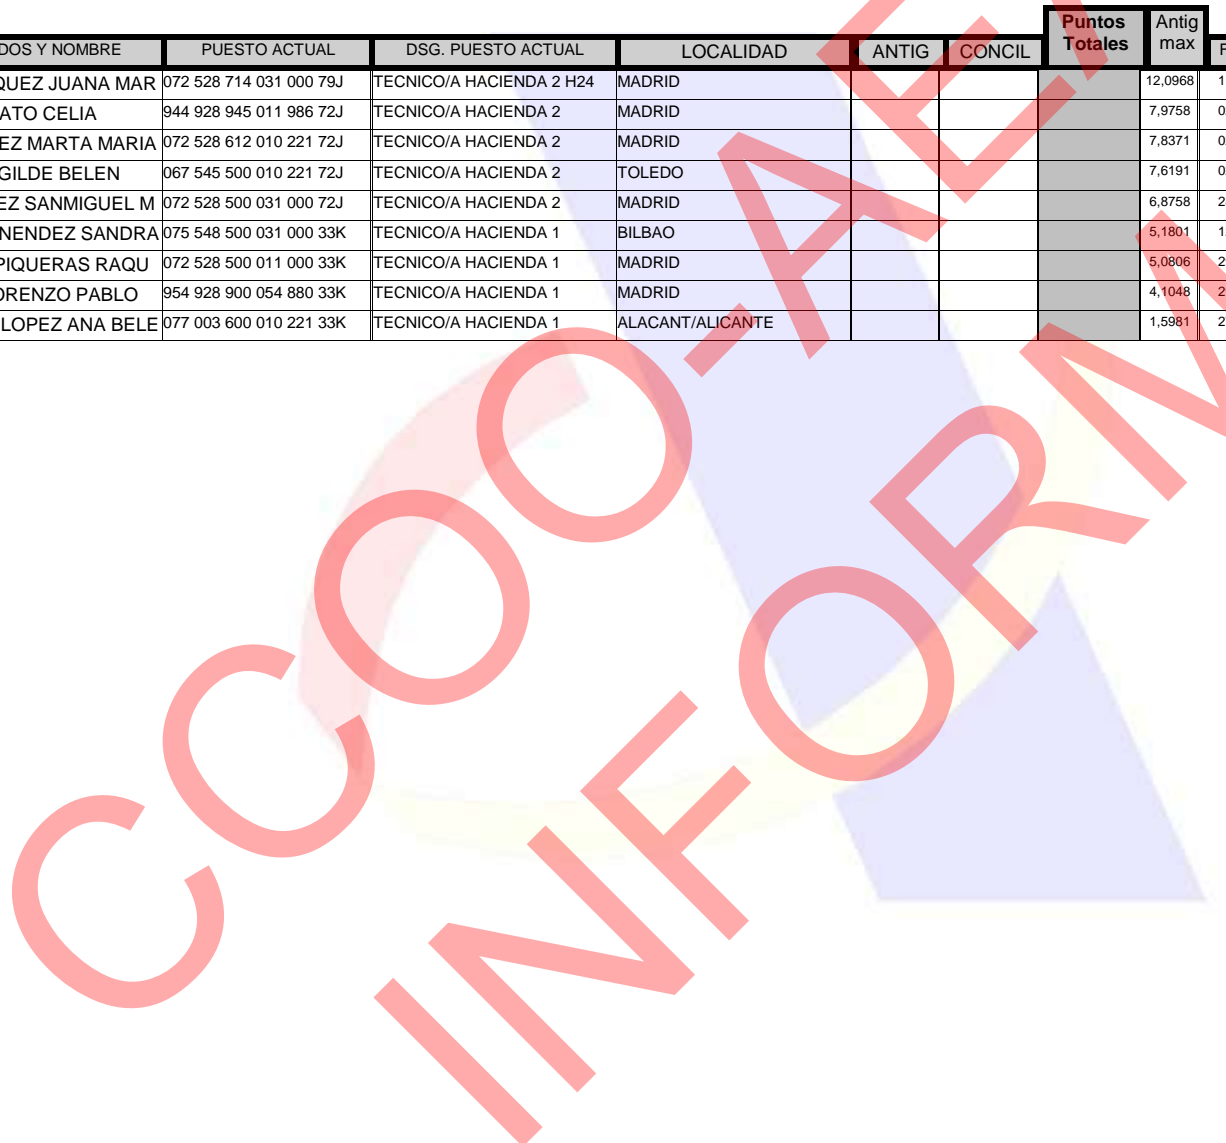 DOS Y NOMBRE PUESTO ACTUAL DSG. PUESTO ACTUAL LOCALIDAD ANTIG CONCIL Puntos Totales Antig max F
QUEZ JUANA MAR 072 528 714 031 000 79J TECNICO/A HACIENDA 2 H24 MADRID 12,0968 1
ATO CELIA 944 928 945 011 986 72J TECNICO/A HACIENDA 2 MADRID 7,9758 0
EZ MARTA MARIA 072 528 612 010 221 72J TECNICO/A HACIENDA 2 MADRID 7,8371 0
GILDE BELEN 067 545 500 010 221 72J TECNICO/A HACIENDA 2 TOLEDO 7,6191 0
EZ SANMIGUEL M 072 528 500 031 000 72J TECNICO/A HACIENDA 2 MADRID 6,8758 2
NENDEZ SANDRA 075 548 500 031 000 33K TECNICO/A HACIENDA 1 BILBAO 5,1801 1
PIQUERAS RAQU 072 528 500 011 000 33K TECNICO/A HACIENDA 1 MADRID 5,0806 2
ORENZO PABLO 954 928 900 054 880 33K TECNICO/A HACIENDA 1 MADRID 4,1048 2
LOPEZ ANA BELE 077 003 600 010 221 33K TECNICO/A HACIENDA 1 ALACANT/ALICANTE 1,5981 2
CCOO-AEA
INFORM